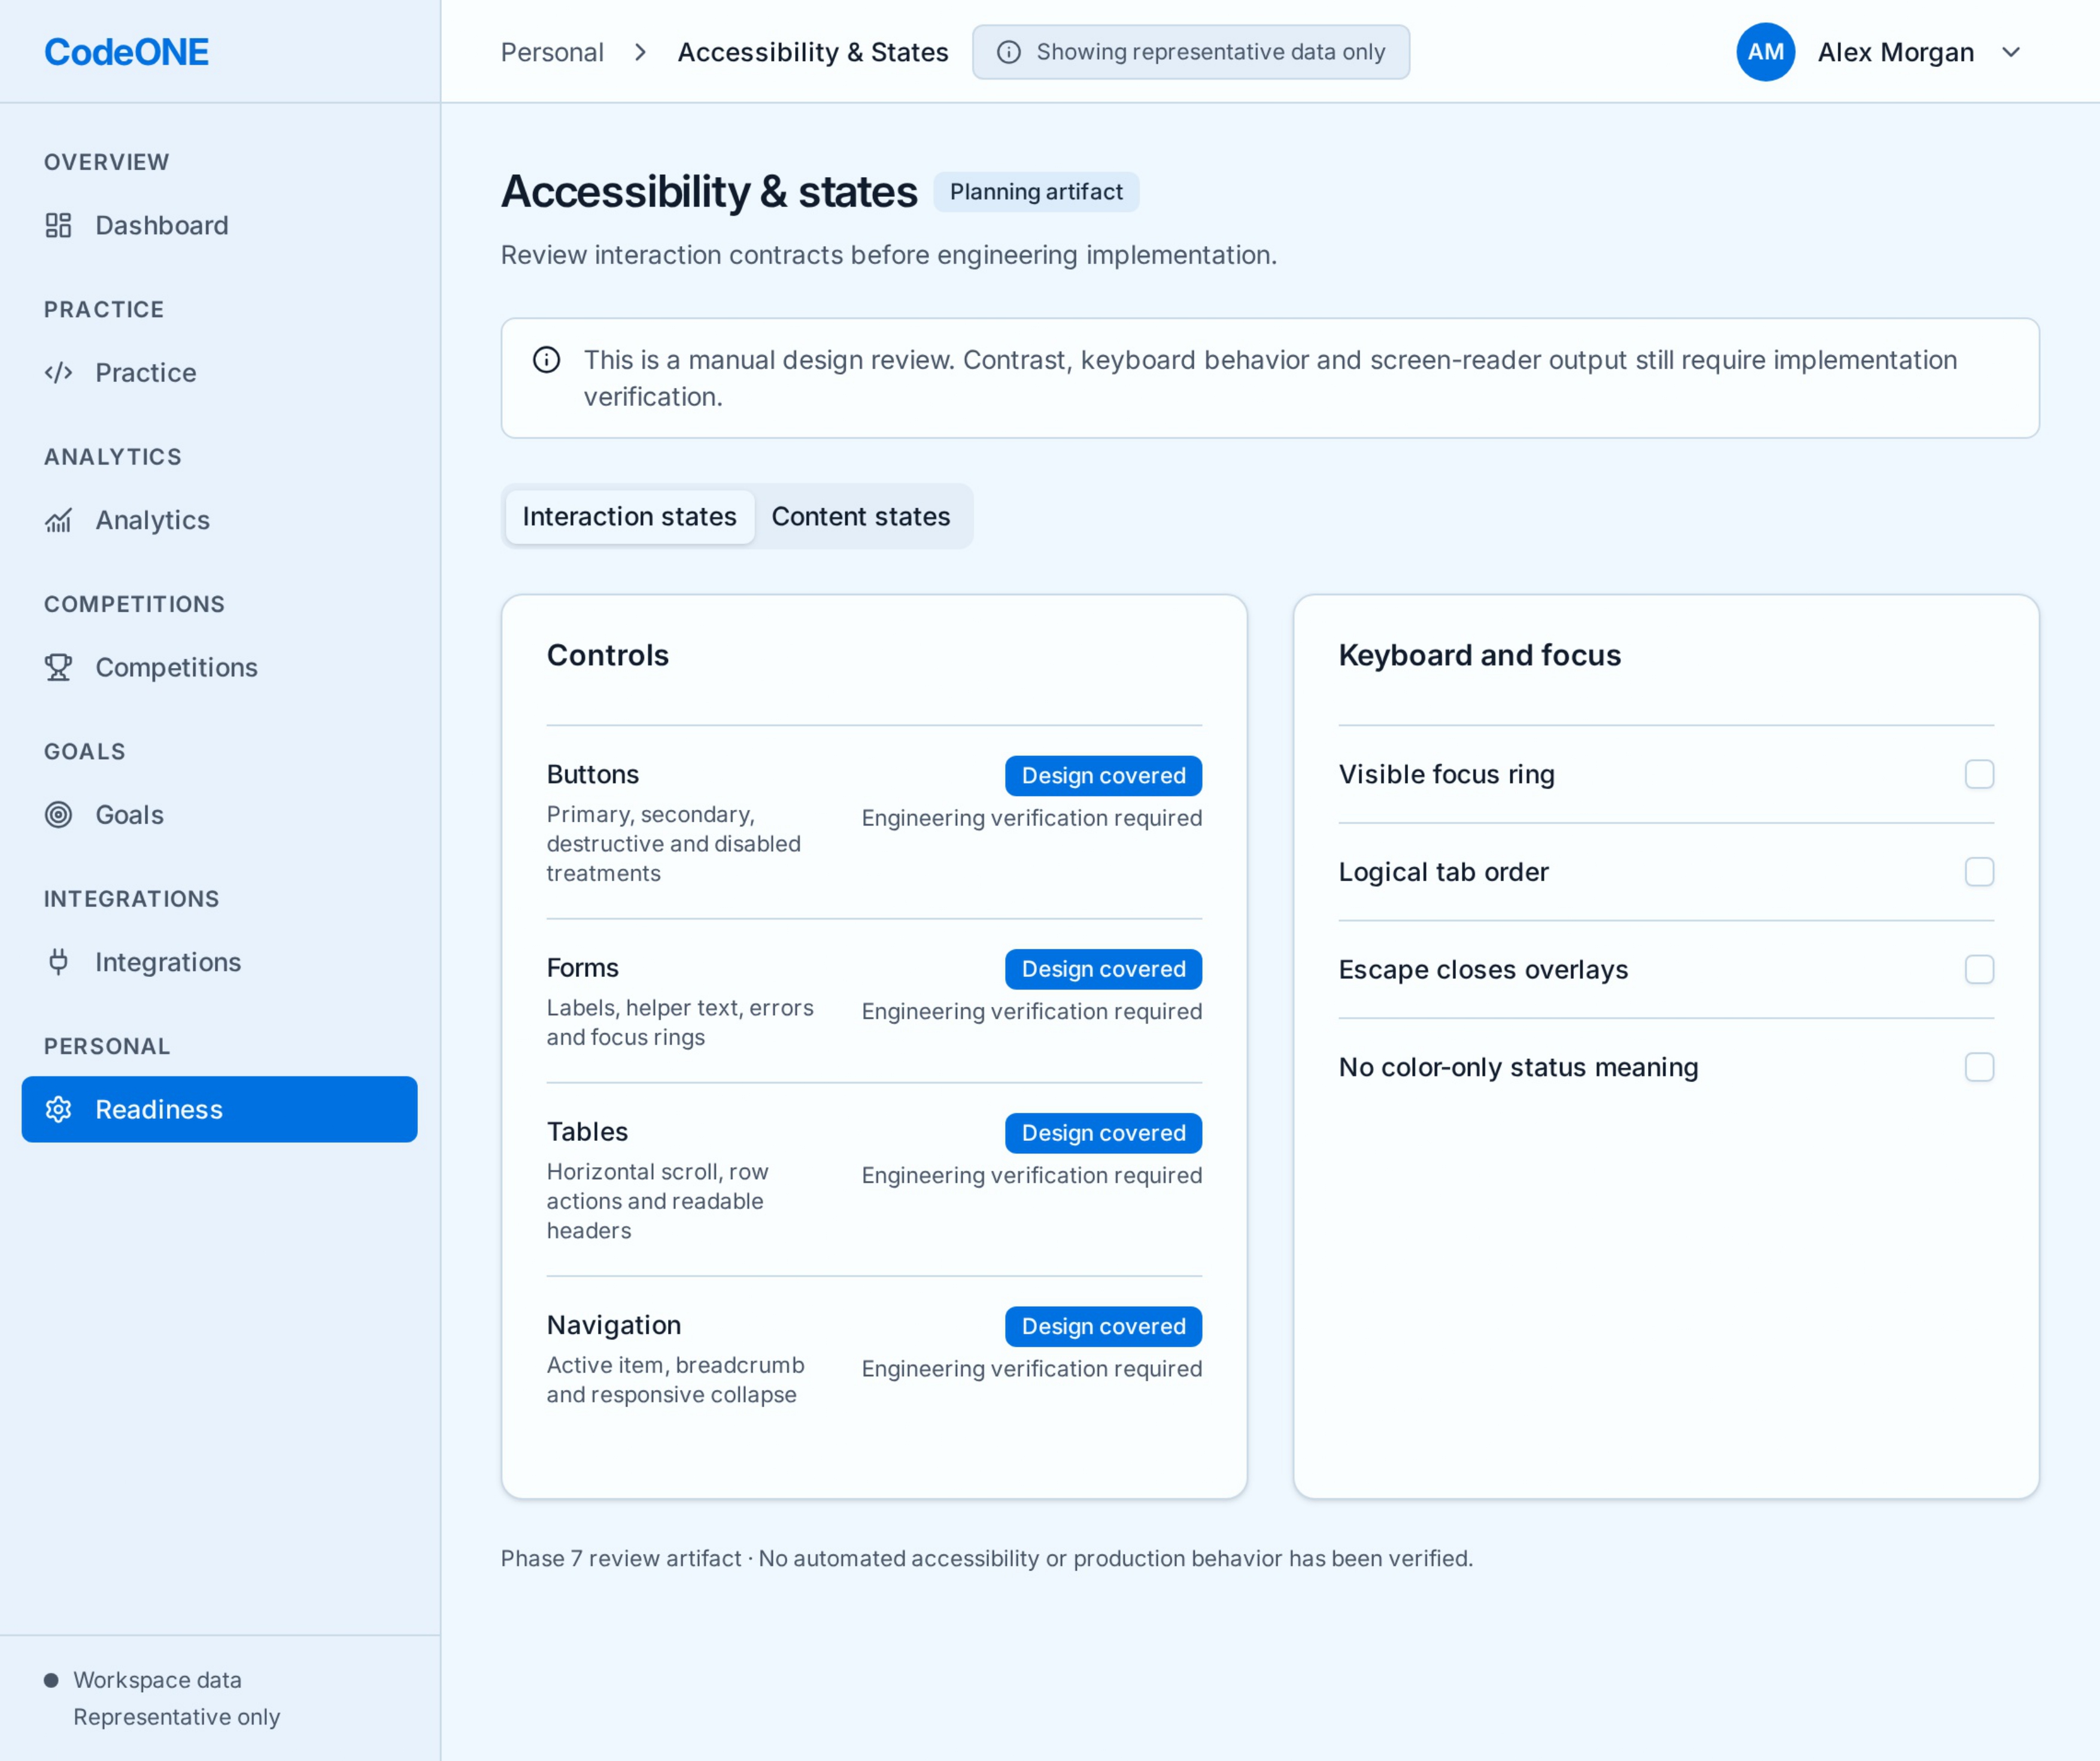 CodeONE
OVERVIEW
Dashboard
PRACTICE
Practice
ANALYTICS
Analytics
COMPETITIONS
Competitions
GOALS
Goals
INTEGRATIONS
Integrations
PERSONAL
Readiness
Workspace data
Representative only
Personal
Accessibility & States
Showing representative data only
AM
Alex Morgan
Accessibility & states
Planning artifact
Review interaction contracts before engineering implementation.
This is a manual design review. Contrast, keyboard behavior and screen-reader output still require implementation
verification.
Interaction states
Content states
Controls
Buttons
Primary, secondary,
destructive and disabled
treatments
Design covered
Engineering verification required
Forms
Labels, helper text, errors
and focus rings
Design covered
Engineering verification required
Tables
Horizontal scroll, row
actions and readable
headers
Design covered
Engineering verification required
Navigation
Active item, breadcrumb
and responsive collapse
Design covered
Engineering verification required
Keyboard and focus
Visible focus ring
Logical tab order
Escape closes overlays
No color-only status meaning
Phase 7 review artifact · No automated accessibility or production behavior has been verified.